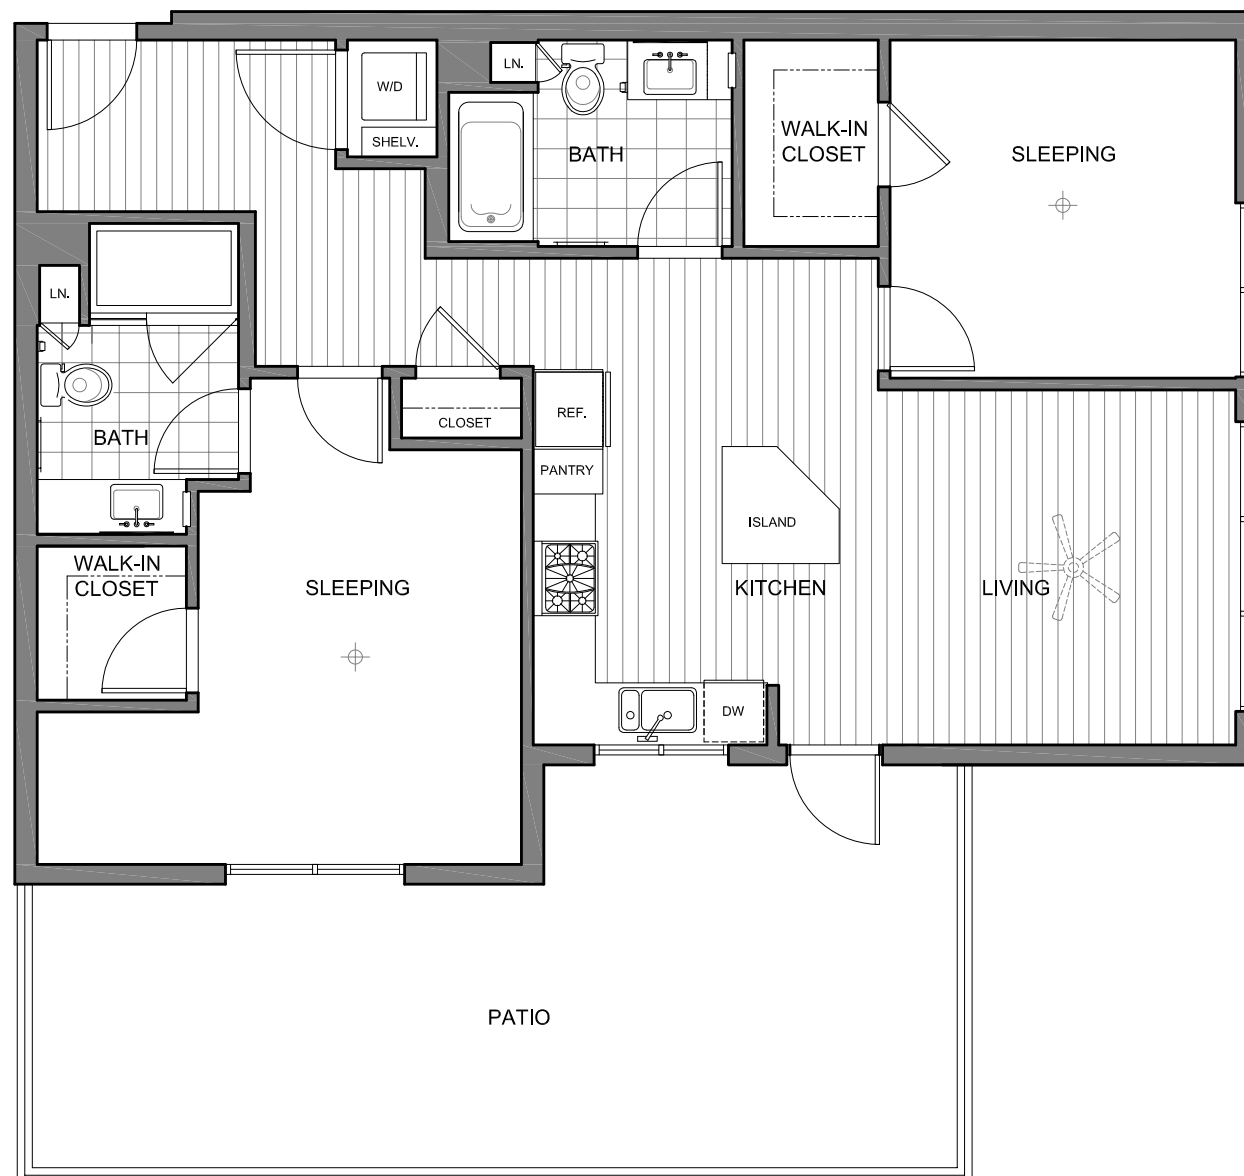 LN.
W/D
SHELV.
BATH
WALK-IN
CLOSET
SLEEPING
LN.
BATH
CLOSET
REF.
PANTRY
ISLAND
WALK-IN
CLOSET
SLEEPING
KITCHEN
LIVING
DW
PATIO